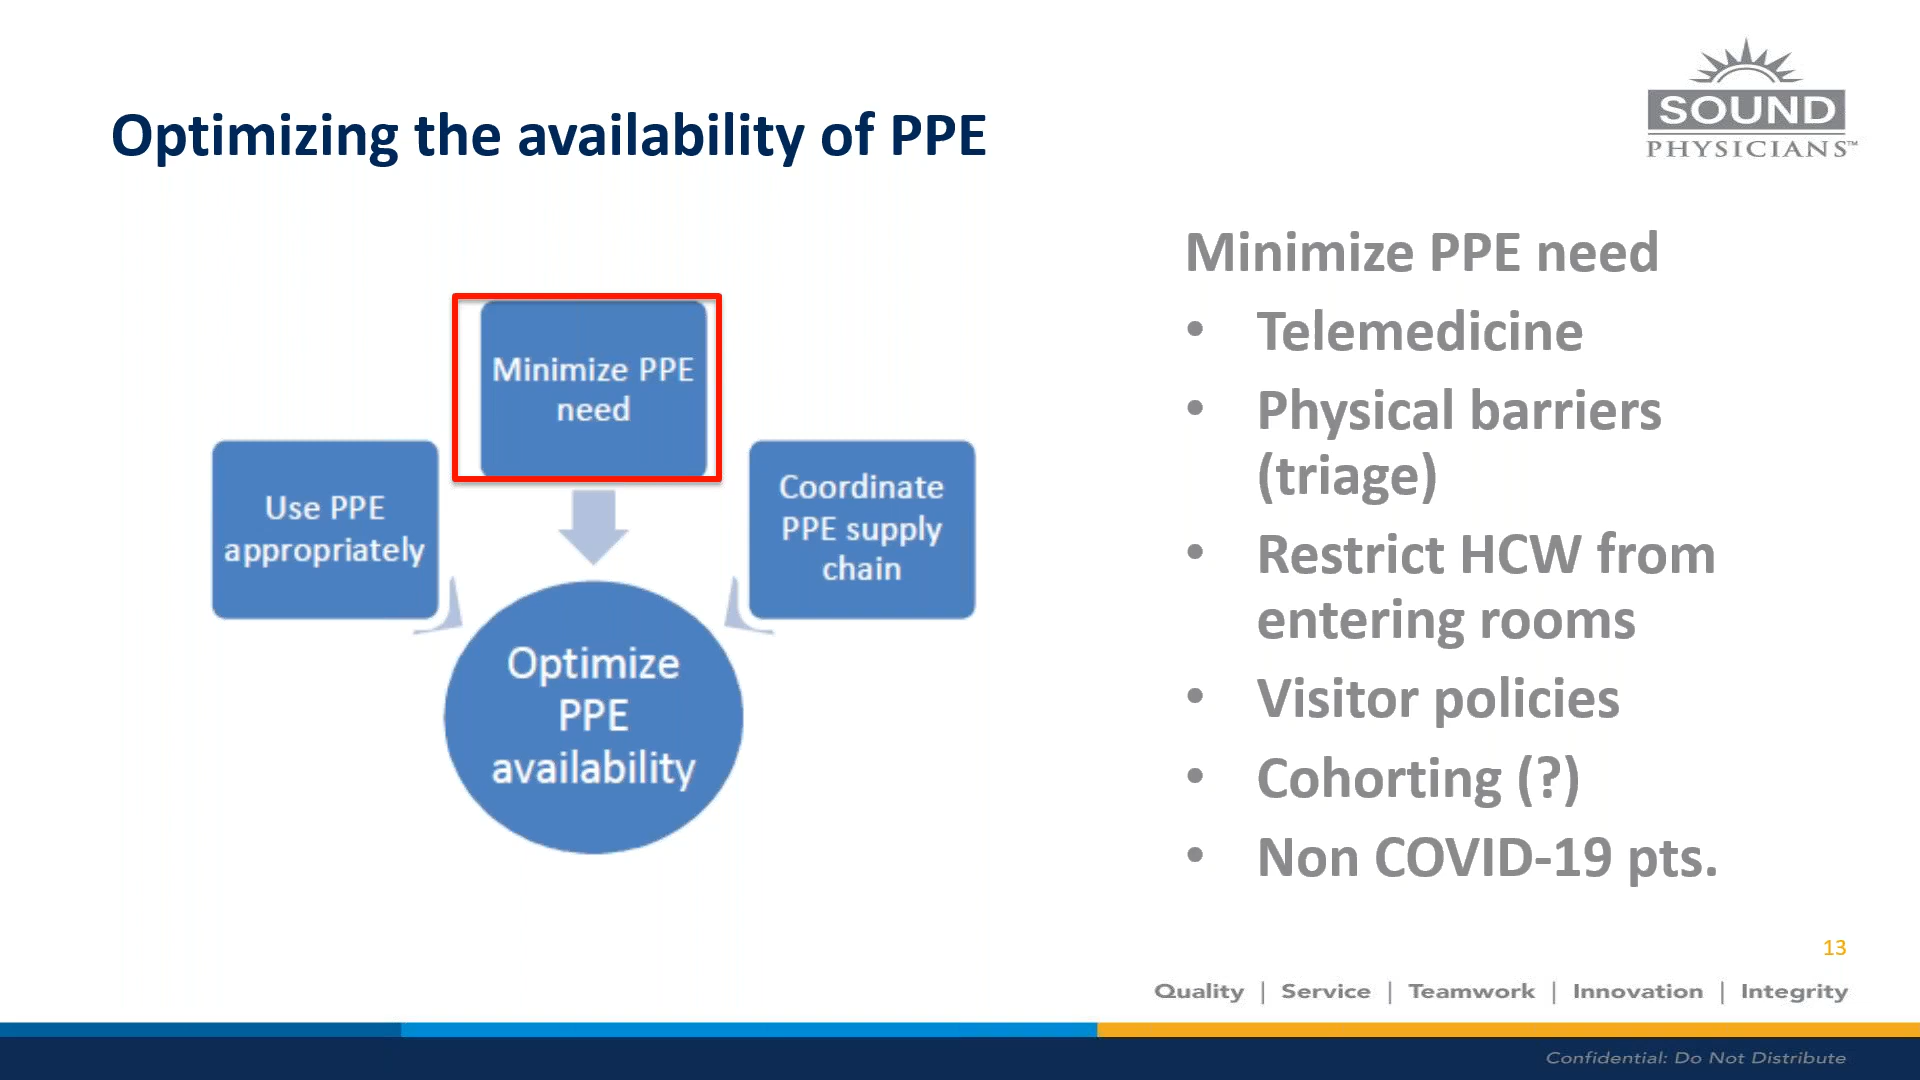 Optimizing the availability of PPE
SOUND
PHYSICIANS™
Minimize PPE
need
Use PPE
appropriately
Coordinate
PPE supply
chain
Optimize
PPE
availability
Minimize PPE need
• Telemedicine
• Physical barriers
(triage)
• Restrict HCW from
entering rooms
• Visitor policies
• Cohorting (?)
• Non COVID-19 pts.
13
Quality | Service | Teamwork | Innovation | Integrity
Confidential: Do Not Distribute